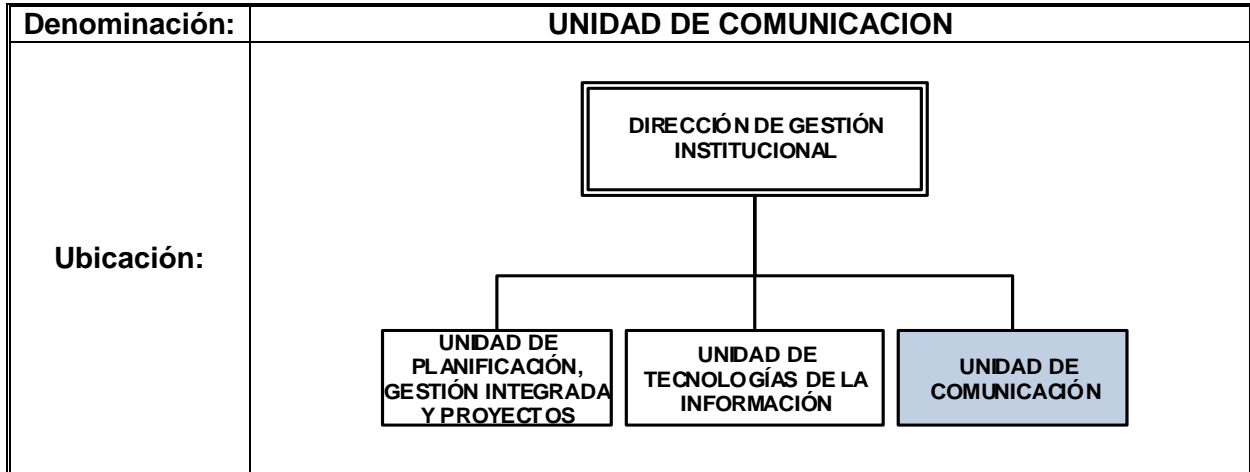 Denominación: UNIDAD DE COMUNICACION
Ubicación:
DIRECCIÓN DE GESTIÓN
INSTITUCIONAL
UNIDAD DE
PLANIFICACIÓN,
GESTIÓN INTEGRADA
Y PROYECTOS
UNIDAD DE
TECNOLOGÍAS DE LA
INFORMACIÓN
UNIDAD DE
COMUNICACIÓN